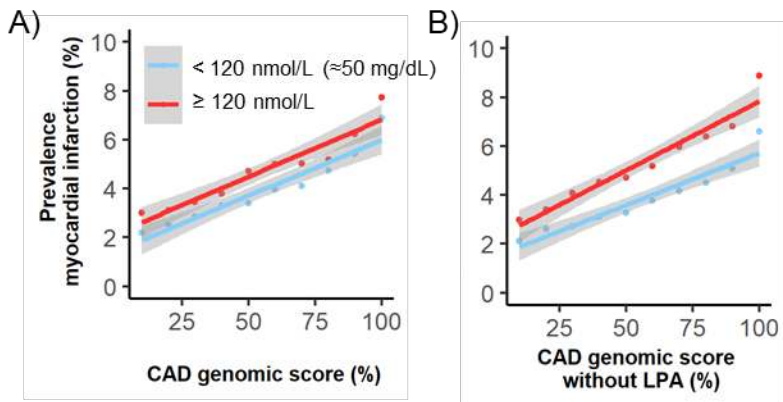 A)
Prevalence
myocardial infarction (%)
10
8
6
4
2
0
< 120 nmol/L (≈50 mg/dL)
≥ 120 nmol/L
25
50
75
100
CAD genomic score (%)
B)
10
8
6
4
2
0
25
50
75
100
CAD genomic score
without LPA (%)